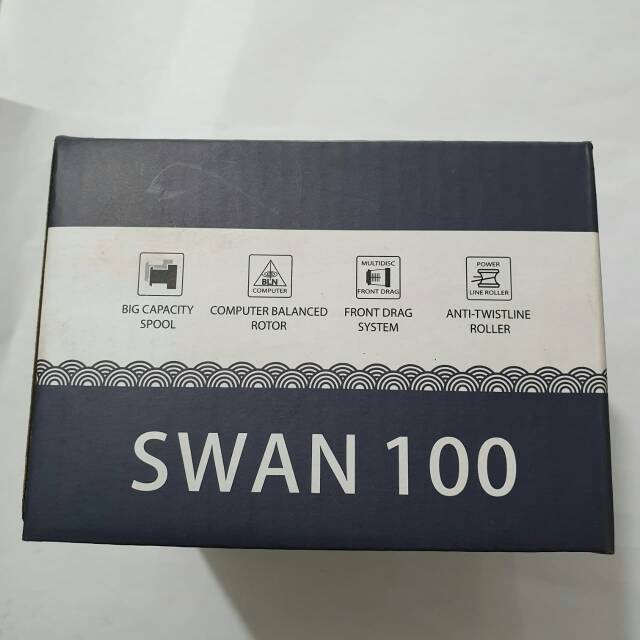 BLN
COMPUTER
MULTIDISC
FRONT DRAG
POWER
LINE ROLLER
BIG CAPACITY
SPOOL
COMPUTER BALANCED
ROTOR
FRONT DRAG
SYSTEM
ANTI-TWISTLINE
ROLLER
SWAN 100